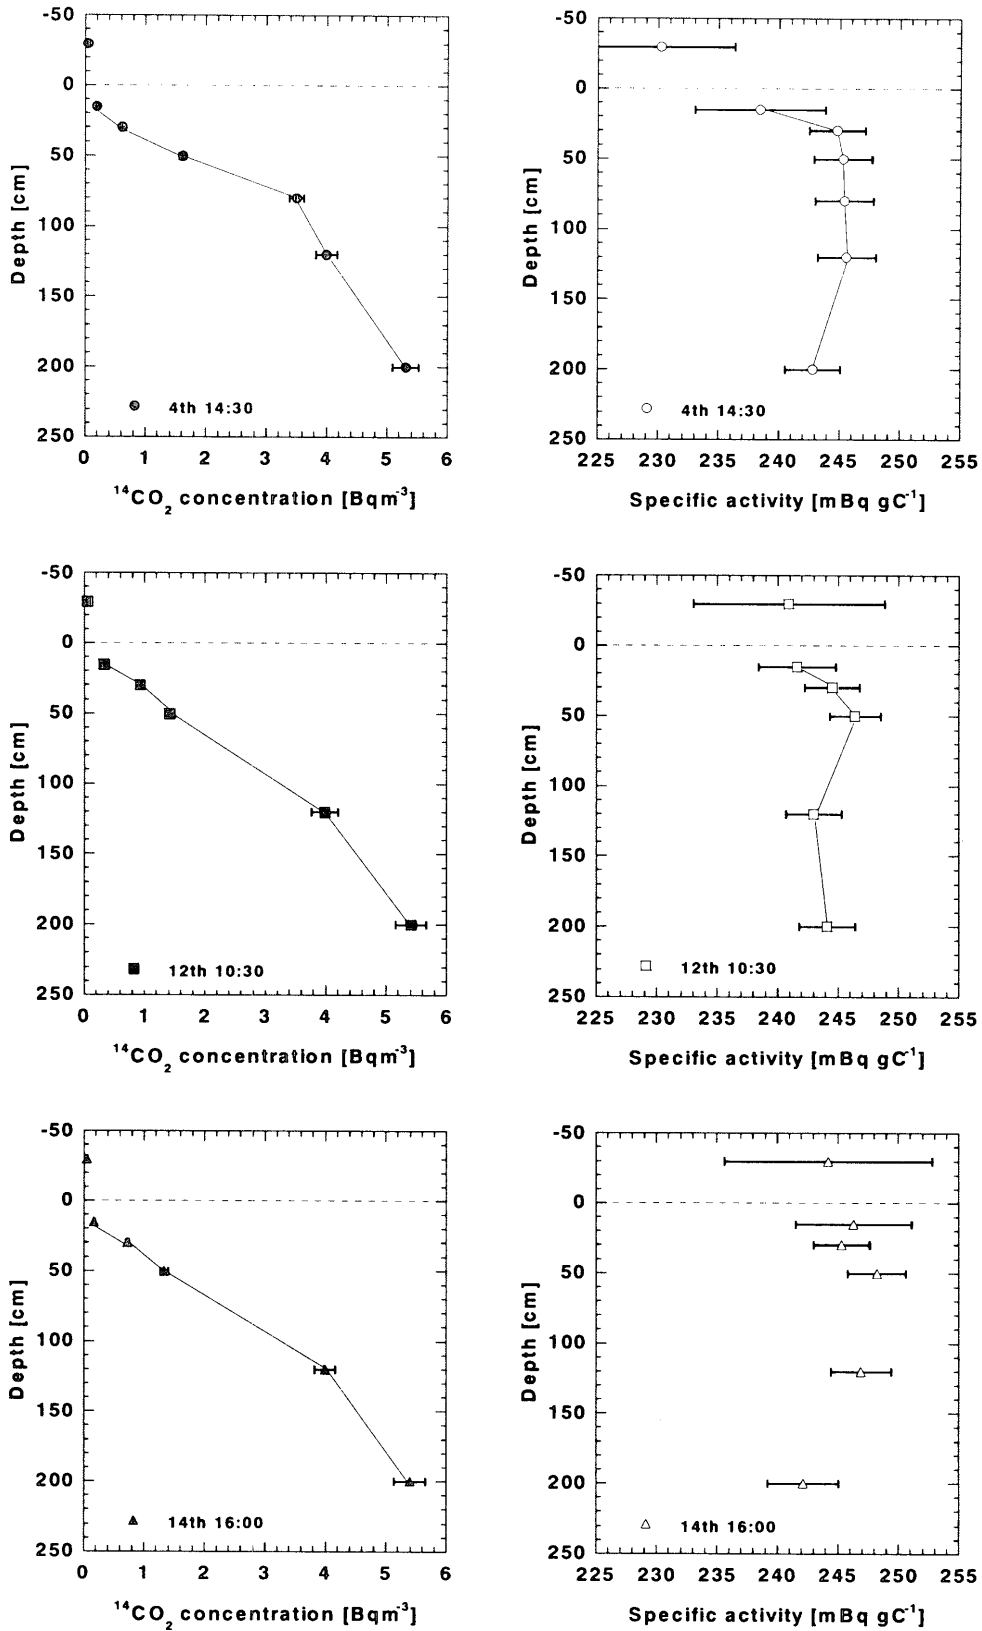 -50
0
50
100
150
200
250
Depth [cm]
4th 14:30
0 1 2 3 4 5 6
¹⁴CO₂ concentration [Bqm⁻³]
-50
0
50
100
150
200
250
Depth [cm]
4th 14:30
225 230 235 240 245 250 255
Specific activity [mBq gC⁻¹]
-50
0
50
100
150
200
250
Depth [cm]
12th 10:30
0 1 2 3 4 5 6
¹⁴CO₂ concentration [Bqm⁻³]
-50
0
50
100
150
200
250
Depth [cm]
12th 10:30
225 230 235 240 245 250 255
Specific activity [mBq gC⁻¹]
-50
0
50
100
150
200
250
Depth [cm]
14th 16:00
0 1 2 3 4 5 6
¹⁴CO₂ concentration [Bqm⁻³]
-50
0
50
100
150
200
250
Depth [cm]
14th 16:00
225 230 235 240 245 250 255
Specific activity [mBq gC⁻¹]